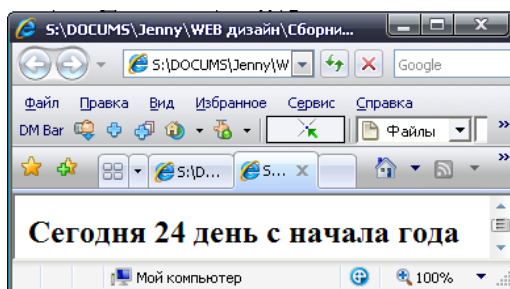 S:\DOCUMS\Jenny\WEB дизайн\Сборни...
S:\DOCUMS\Jenny\W
Google
Файл Правка Вид Избранное Сервис Справка
DM Bar Файлы »
S:\D... S... »
Сегодня 24 день с начала года
Мой компьютер 100%